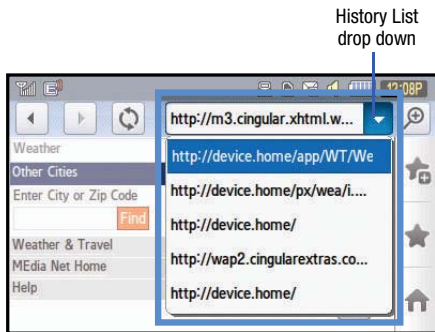 History List
drop down
12:08P
http://m3.cingular.xhtml.w...
Weather
http://device.home/app/WT/We
Other Cities
http://device.home/px/wea/i....
Enter City or Zip Code
Find
http://device.home/
Weather & Travel
MEdia Net Home
http://wap2.cingularextras.co...
Help
http://device.home/